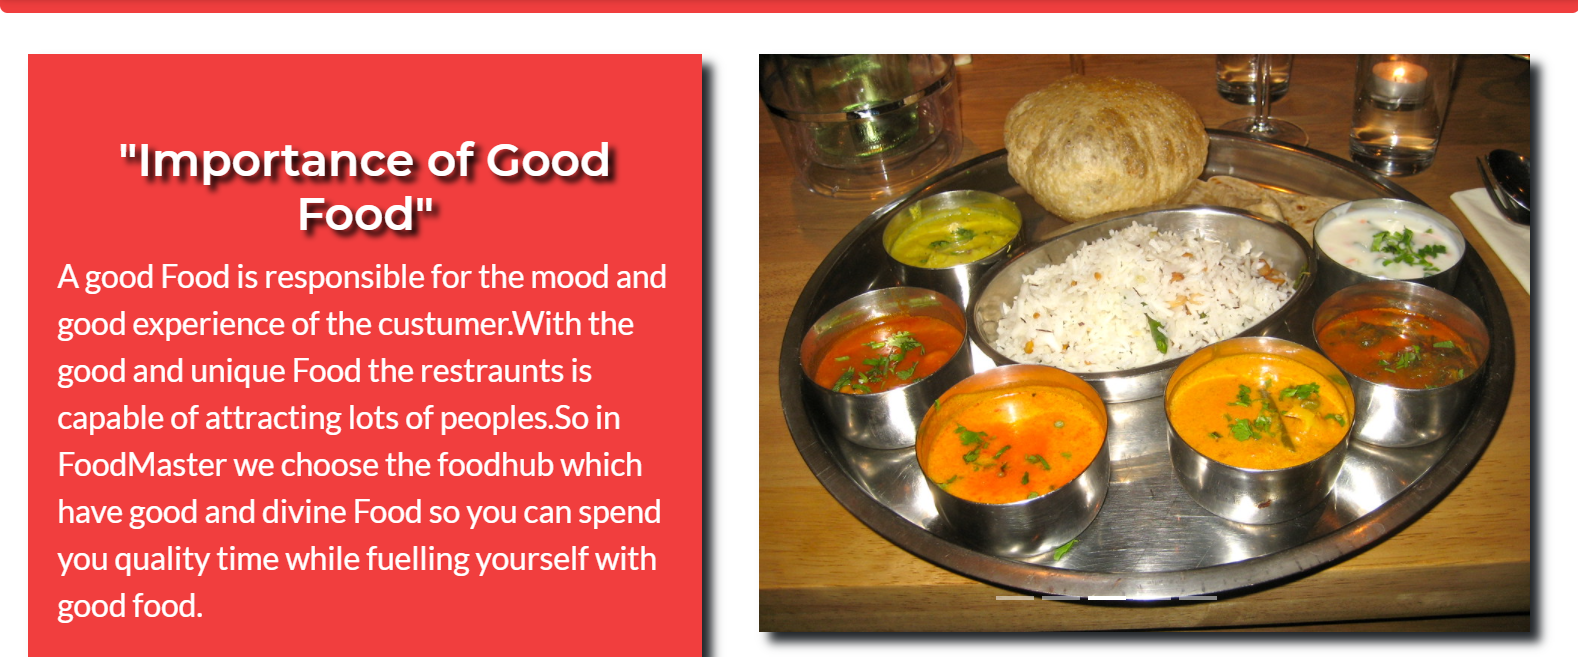 "Importance of Good
Food"
A good Food is responsible for the mood and
good experience of the custumer.With the
good and unique Food the restraunts is
capable of attracting lots of peoples.So in
FoodMaster we choose the foodhub which
have good and divine Food so you can spend
you quality time while fuelling yourself with
good food.